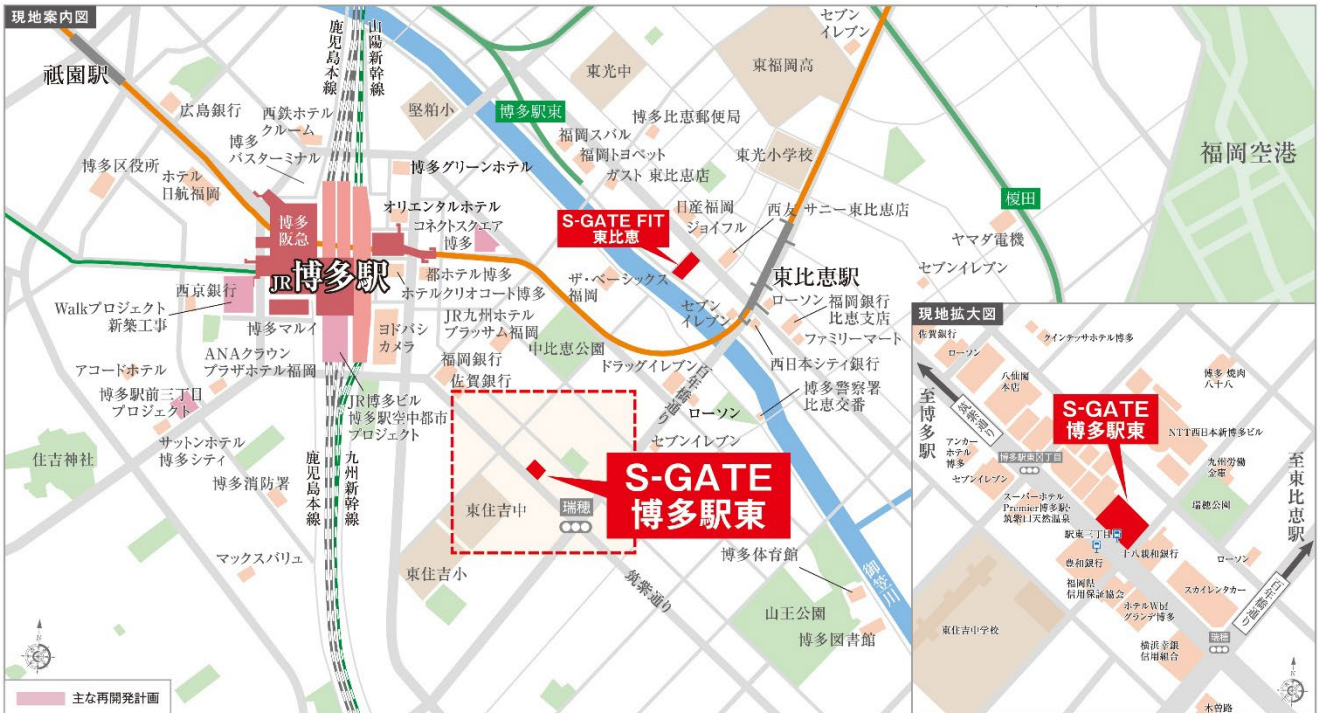 現地案内図
祗園駅
鹿児島本線
山陽新幹線
広島銀行
西鉄ホテル
クルーム
博多
バスターミナル
博多区役所
ホテル
日航福岡
堅粕小
博多グリーンホテル
オリエンタルホテル
コネクトスクエア
博多
博多
阪急
JR博多駅
都ホテル博多
ホテルクリオコート博多
西京銀行
Walkプロジェクト
新築工事
博多マルイ
ヨドバシ
カメラ
JR九州ホテル
ブラッサム福岡
ANAクラウン
プラザホテル福岡
福岡銀行
佐賀銀行
アコードホテル
博多駅前三丁目
プロジェクト
JR博多ビル
博多駅空中都市
プロジェクト
サットンホテル
博多シティ
住吉神社
博多消防署
鹿児島本線
九州新幹線
マックスバリュ
東住吉中
東住吉小
瑞穂
S-GATE
博多駅東
筑紫通り
博多駅東
東光中
セブン
イレブン
東福岡高
博多比恵郵便局
福岡スバル
福岡トヨペット
ガスト 東比恵店
東光小学校
日産福岡
ジョイフル
西友 サニー東比恵店
S-GATE FIT
東比恵
ザ・ベーシックス
福岡
東比恵駅
セブン
イレブン
ローソン
福岡銀行
比恵支店
ファミリーマート
中比恵公園
ドラッグイレブン
西日本シティ銀行
百年橋通り
博多警察署
比恵交番
ローソン
セブンイレブン
博多体育館
山王公園
博多図書館
御笠川
福岡空港
榎田
ヤマダ電機
セブンイレブン
主な再開発計画
N
現地拡大図
佐賀銀行
ローソン
クインテッサホテル博多
八仙閣
本店
博多 焼肉
八十八
至博多駅
筑紫通り
S-GATE
博多駅東
NTT西日本新博多ビル
アンカー
ホテル
博多
セブンイレブン
九州労働
金庫
スーパーホテル
Premier博多駅・
筑紫口天然温泉
瑞穂公園
至東比恵駅
駅東三丁目
十八親和銀行
ローソン
豊和銀行
福岡県
信用保証協会
スカイレンタカー
百年橋通り
ホテルWbf
グランデ博多
東住吉中学校
横浜幸銀
信用組合
瑞穂
木曽路
N